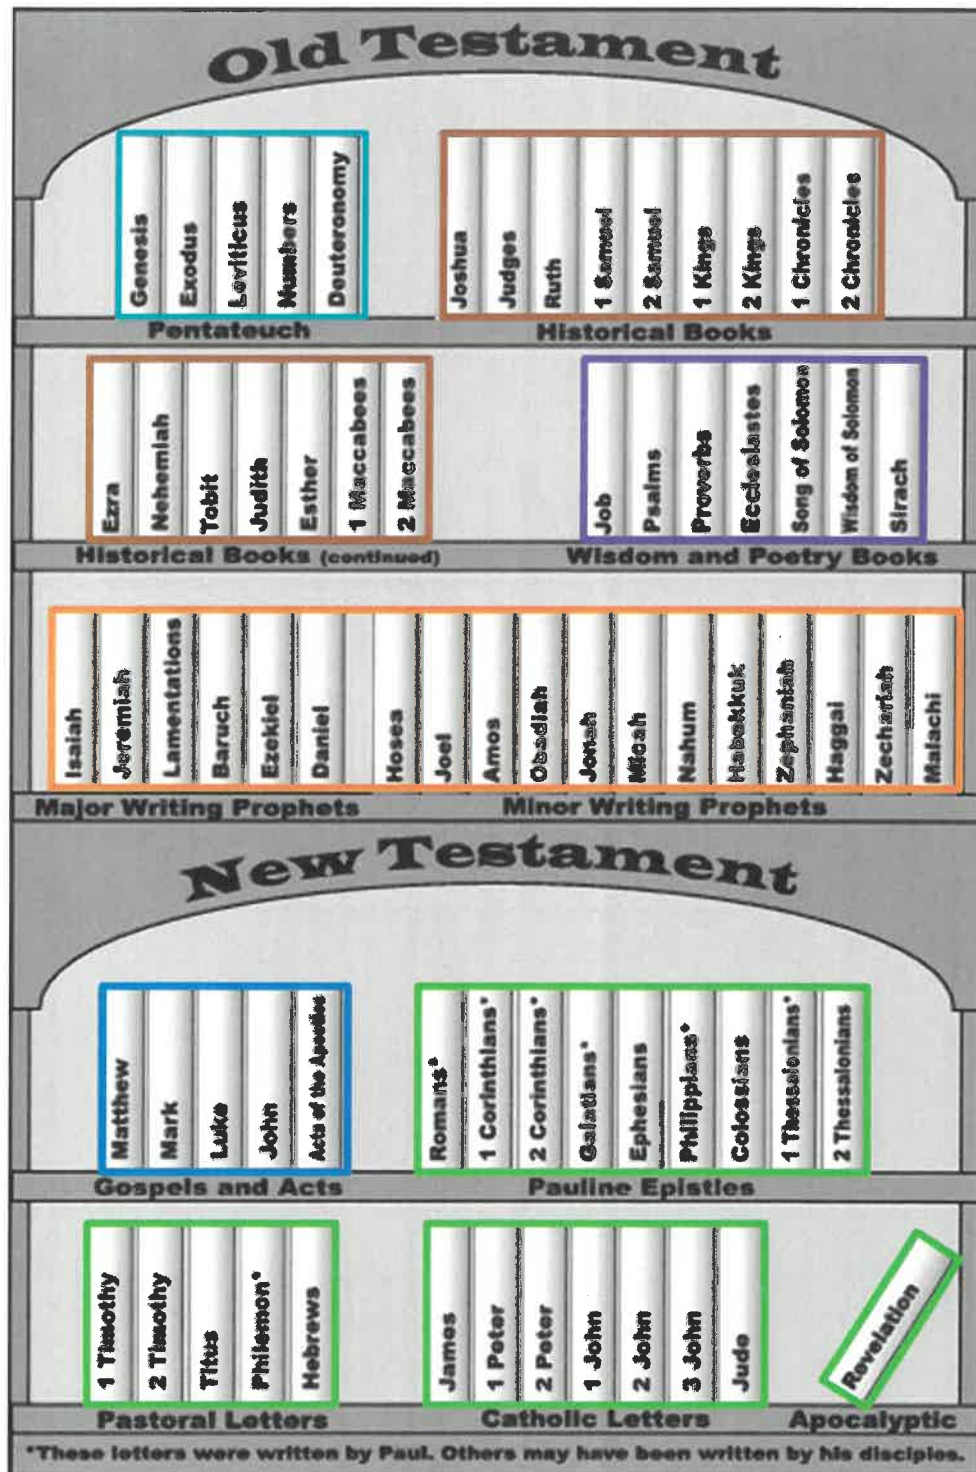 Old Testament
Genesis
Exodus
Leviticus
Numbers
Deuteronomy
Pentateuch
Joshua
Judges
Ruth
1 Samuel
2 Samuel
1 Kings
2 Kings
1 Chronicles
2 Chronicles
Historical Books
Ezra
Nehemiah
Tobit
Judith
Esther
1 Maccabees
2 Maccabees
Historical Books (continued)
Job
Psalms
Proverbs
Ecclesiastes
Song of Solomon
Wisdom of Solomon
Sirach
Wisdom and Poetry Books
Isaiah
Jeremiah
Lamentations
Baruch
Ezekiel
Daniel
Major Writing Prophets
Hosea
Joel
Amos
Obadiah
Jonah
Micah
Nahum
Habakkuk
Zephaniah
Haggai
Zechariah
Malachi
Minor Writing Prophets
New Testament
Matthew
Mark
Luke
John
Acts of the Apostles
Gospels and Acts
Romans*
1 Corinthians*
2 Corinthians*
Galatians*
Ephesians
Philippians*
Colossians
1 Thessalonians*
2 Thessalonians
Pauline Epistles
1 Timothy
2 Timothy
Titus
Philemon*
Hebrews
Pastoral Letters
James
1 Peter
2 Peter
1 John
2 John
3 John
Jude
Catholic Letters
Revelation
Apocalyptic
*These letters were written by Paul. Others may have been written by his disciples.